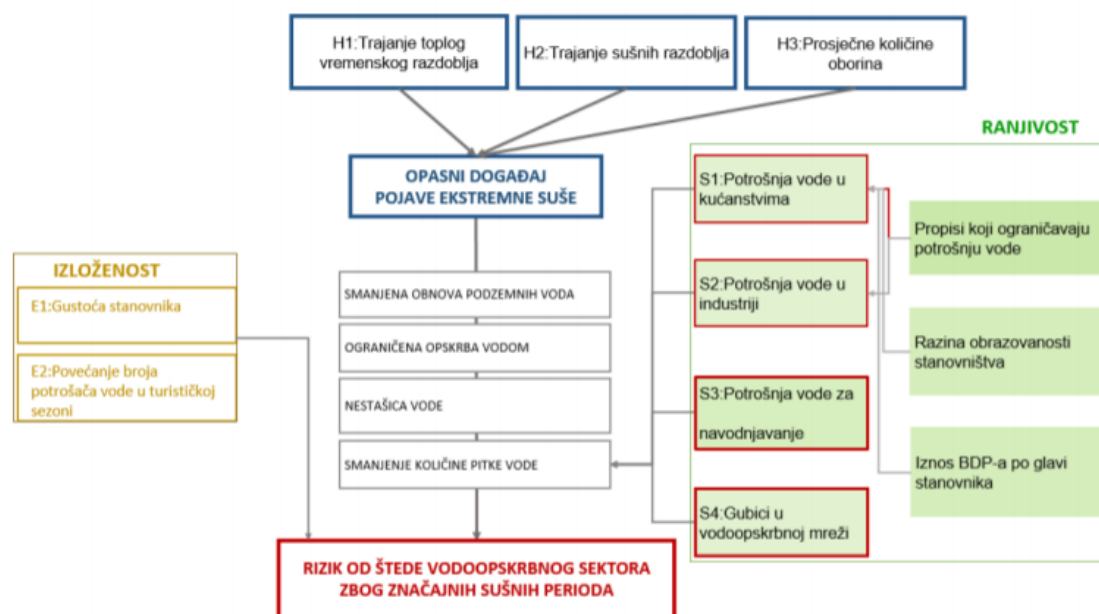 H1:Trajanje toplog
vremenskog razdoblja
H2:Trajanje sušnih razdoblja
H3:Prosječne količine
oborina
RANJIVOST
OPASNI DOGAĐAJ
POJAVE EKSTREMNE SUŠE
S1:Potrošnja vode u
kućanstvima
Propisi koji ograničavaju
potrošnju vode
IZLOŽENOST
E1:Gustoća stanovnika
E2:Povećanje broja
potrošača vode u turističkoj
sezoni
SMANJENA OBNOVA PODZEMNIH VODA
OGRANIČENA OPSKRBA VODOM
NESTAŠICA VODE
SMANJENJE KOLIČINE PITKE VODE
S2:Potrošnja vode u
industriji
Razina obrazovanosti
stanovništva
S3:Potrošnja vode za
navodnjavanje
Iznos BDP-a po glavi
stanovnika
S4:Gubici u
vodoopskrbnoj mreži
RIZIK OD ŠTEDE VODOOPSKRBNOG SEKTORA
ZBOG ZNAČAJNIH SUŠNIH PERIODA